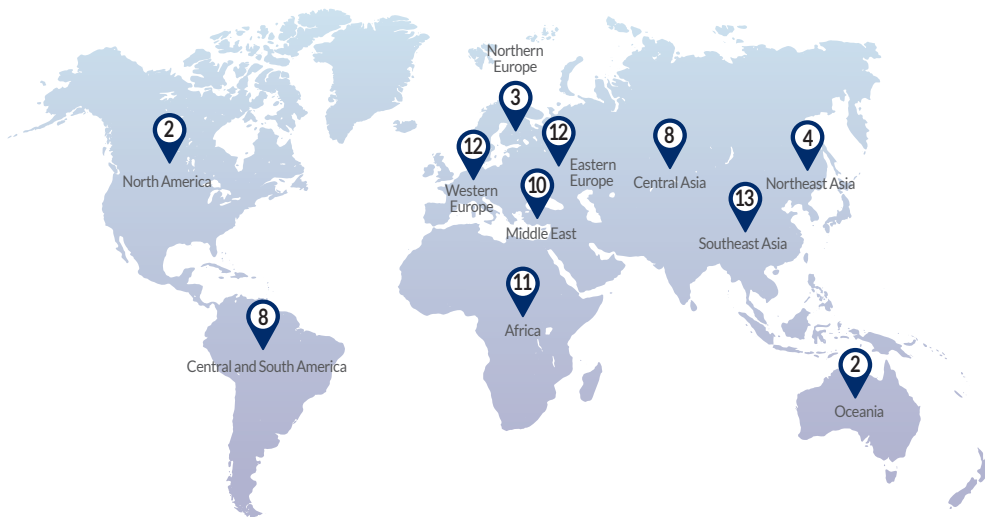 Northern
Europe
3
2
North America
12
Western
Europe
12
Eastern
Europe
8
Central Asia
4
Northeast Asia
10
Middle East
13
Southeast Asia
11
Africa
8
Central and South America
2
Oceania